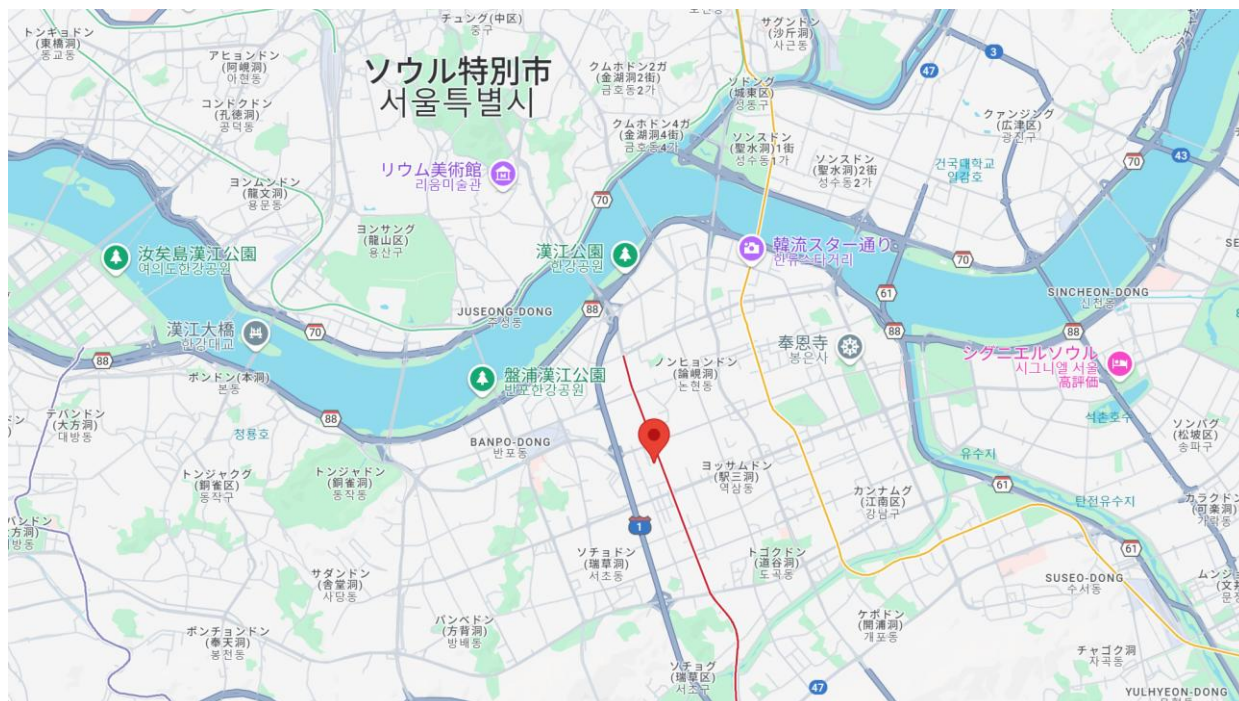 トンギョドン
(東橋洞)
동교동
アヒョンドン
(阿峴洞)
아현동
コンドクドン
(孔徳洞)
공덕동
チュング(中区)
중구
ソウル特別市
서울특별시
クムホドン2ガ
(金湖洞2街)
금호동2가
サグンドン
(沙斤洞)
사근동
47
3
ソドング
(城東区)
성동구
クァンジング
(広津区)
광진구
クムホドン4ガ
(金湖洞4街)
금호동4가
ソンスドン
(聖水洞)1街
성수동1가
ソンスドン
(聖水洞)2街
성수동2가
건국대학교
일감호
70
43
リウム美術館
리움미술관
ヨンムンドン
(龍文洞)
용문동
70
ヨンサング
(龍山区)
용산구
汝矣島漢江公園
여의도한강공원
漢江公園
한강공원
韓流スター通り
한류스타거리
70
61
SINCHEON-DONG
신천동
JUSEONG-DONG
주성동
88
漢江大橋
한강대교
70
88
88
88
奉恩寺
봉은사
シグニエルソウル
시그니엘 서울
高評価
ポンドン(本洞)
본동
盤浦漢江公園
반포한강공원
ノンヒョンドン
(論峴洞)
논현동
テバンドン
(大方洞)
대방동
청룡호
88
BANPO-DONG
반포동
석촌호수
ソンパグ
(松坡区)
송파구
유수지
トンジャクグ
(銅雀区)
동작구
トンジャドン
(銅雀洞)
동작동
ヨッサムドン
(駅三洞)
역삼동
カンナムグ
(江南区)
강남구
61
탄천유수지
カラクドン
(可楽洞)
가락동
1
ソチョドン
(瑞草洞)
서초동
トゴクドン
(道谷洞)
도곡동
61
サダンドン
(舎堂洞)
사당동
SUSEO-DONG
수서동
パンベドン
(方背洞)
방배동
ケポドン
(開浦洞)
개포동
ポンチョンドン
(奉天洞)
봉천동
チャゴク洞
자곡동
ソチョグ
(瑞草区)
서초구
47
YULHYEON-DONG